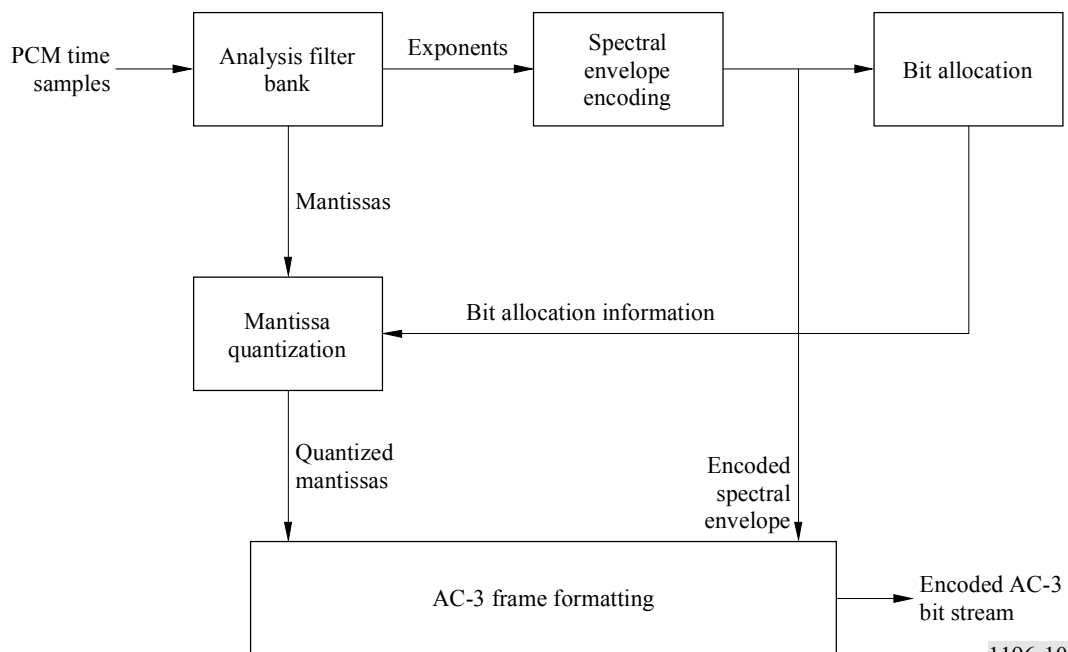 PCM time
samples
Analysis filter
bank
Exponents
Spectral
envelope
encoding
Bit allocation
Mantissas
Mantissa
quantization
Bit allocation information
Quantized
mantissas
Encoded
spectral
envelope
AC-3 frame formatting
Encoded AC-3
bit stream